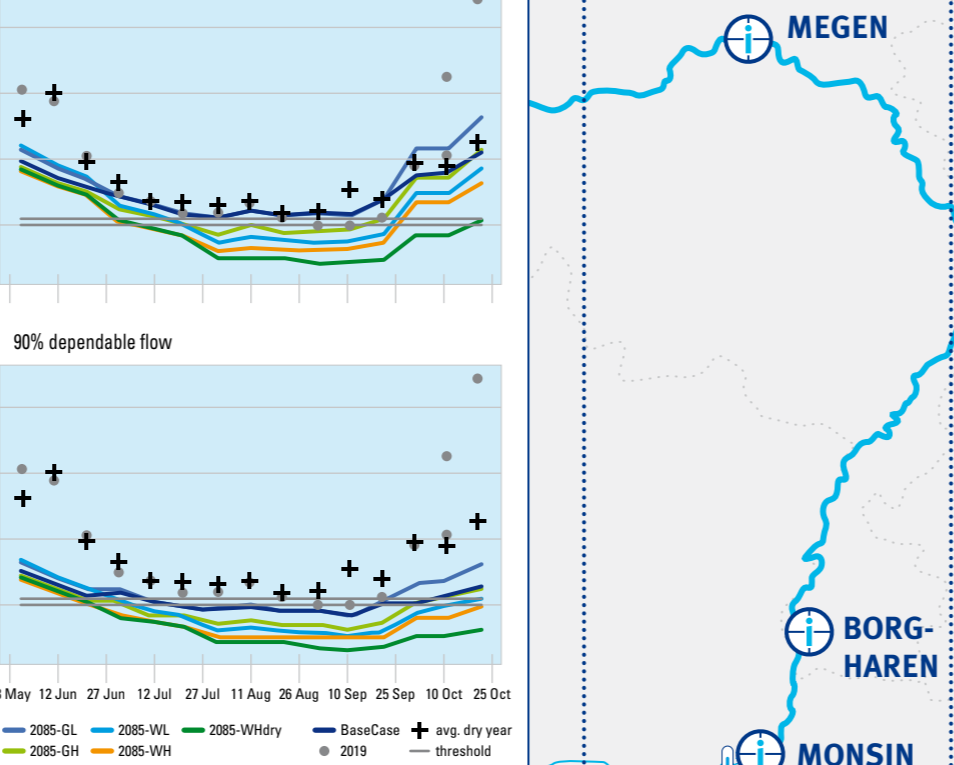 MEGEN
90% dependable flow
BORG-
HAREN
MONSIN
May 12 Jun 27 Jun 12 Jul 27 Jul 11 Aug 26 Aug 10 Sep 25 Sep 10 Oct 25 Oct
2085-GL 2085-WL 2085-WHdry BaseCase avg. dry year
2085-GH 2085-WH 2019 threshold